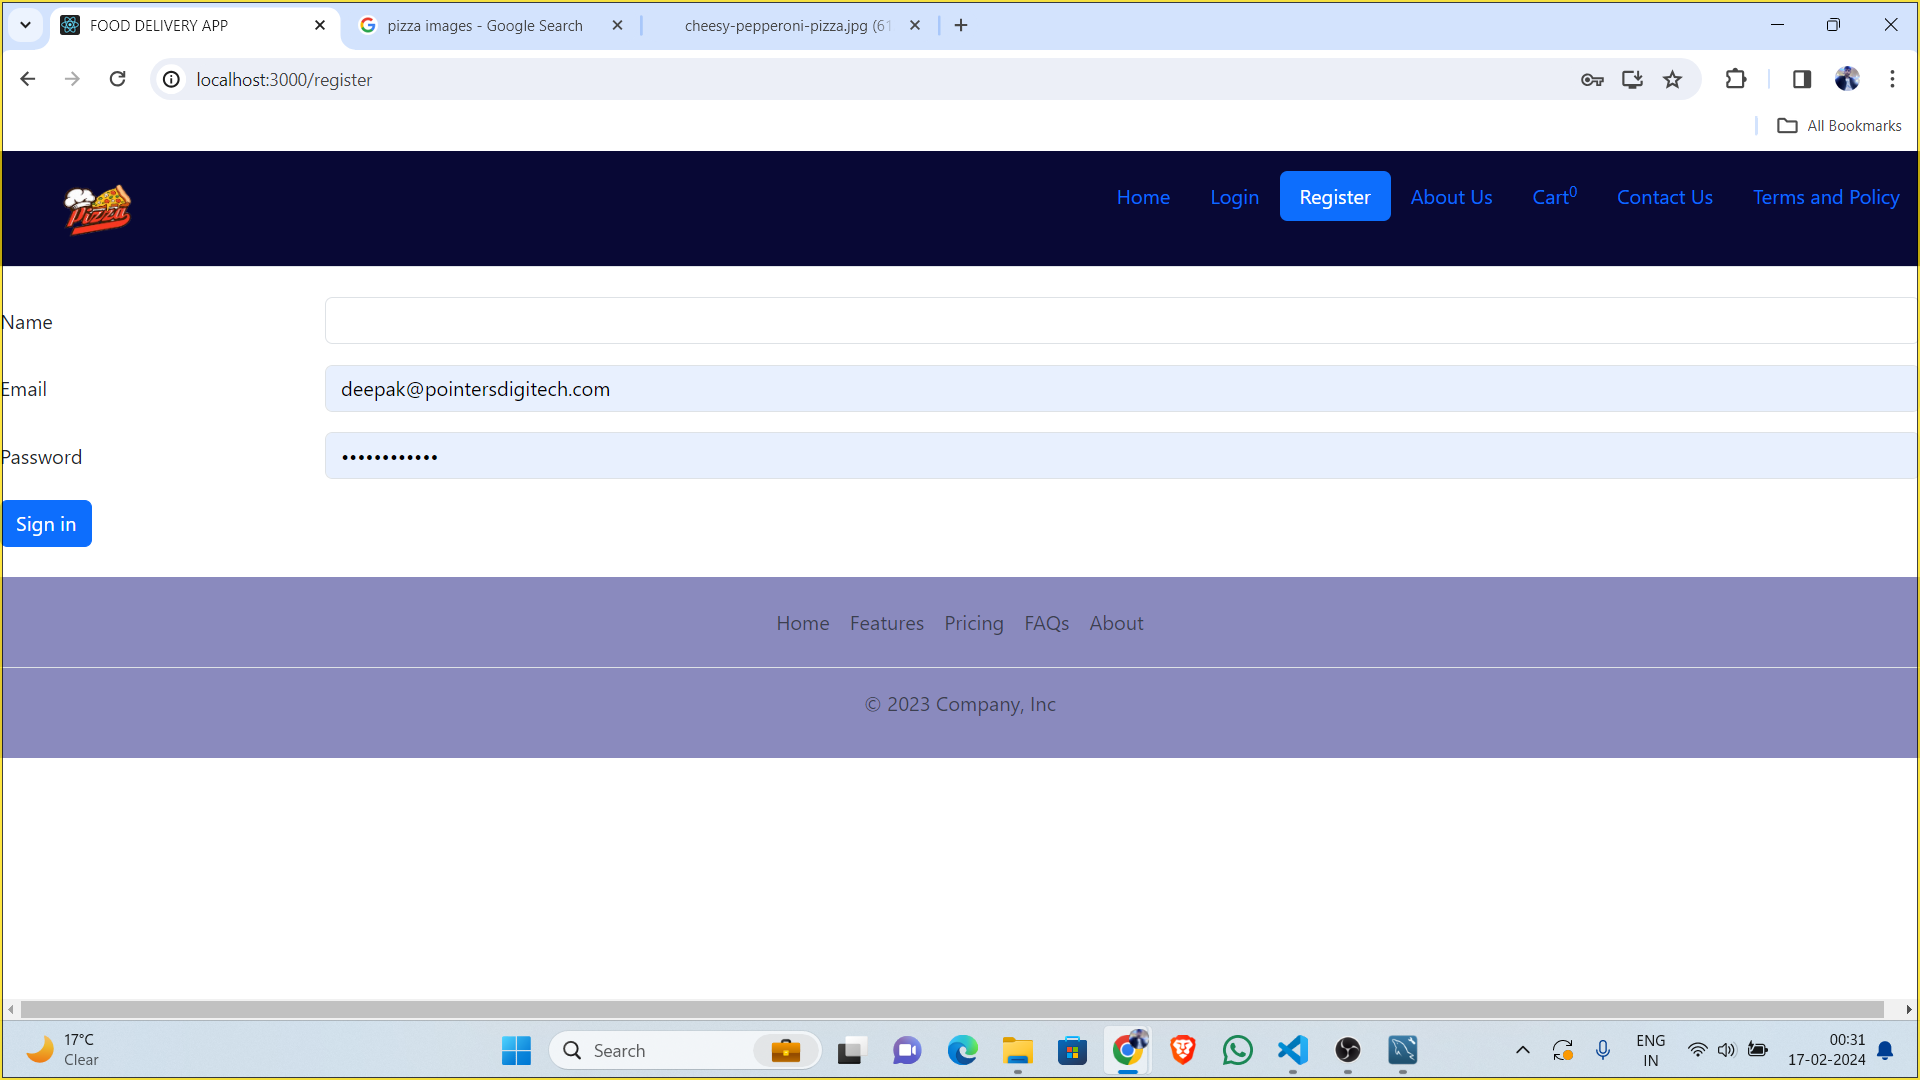 FOOD DELIVERY APP
pizza images - Google Search
cheesy-pepperoni-pizza.jpg (61
localhost:3000/register
All Bookmarks
Pizza
Home
Login
Register
About Us
Cart0
Contact Us
Terms and Policy
Name
Email
deepak@pointersdigitech.com
Password
••••••••••••
Sign in
Home Features Pricing FAQs About
© 2023 Company, Inc
17°C
Clear
Search
ENG
IN
00:31
17-02-2024